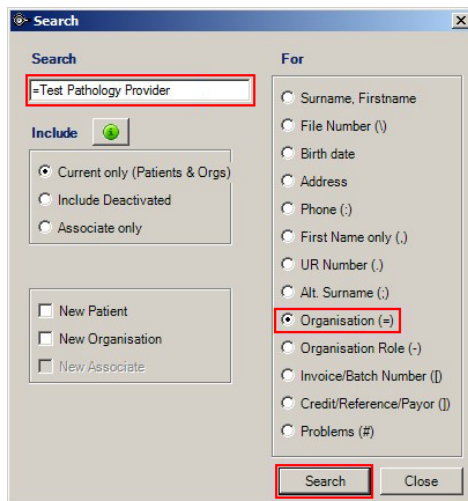 Search
Search
=Test Pathology Provider
Include
Current only (Patients & Orgs)
Include Deactivated
Associate only
New Patient
New Organisation
New Associate
For
Surname, Firstname
File Number (\)
Birth date
Address
Phone (:)
First Name only (,)
UR Number (.)
Alt. Surname (;)
Organisation (=)
Organisation Role (-)
Invoice/Batch Number ([)
Credit/Reference/Payor (])
Problems (#)
Search
Close